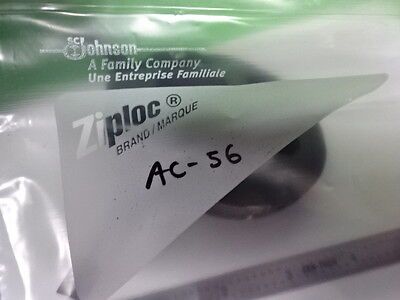 SC Johnson
A Family Company
Une Entreprise Familiale
Ziploc®
BRAND/MARQUE
AC-56